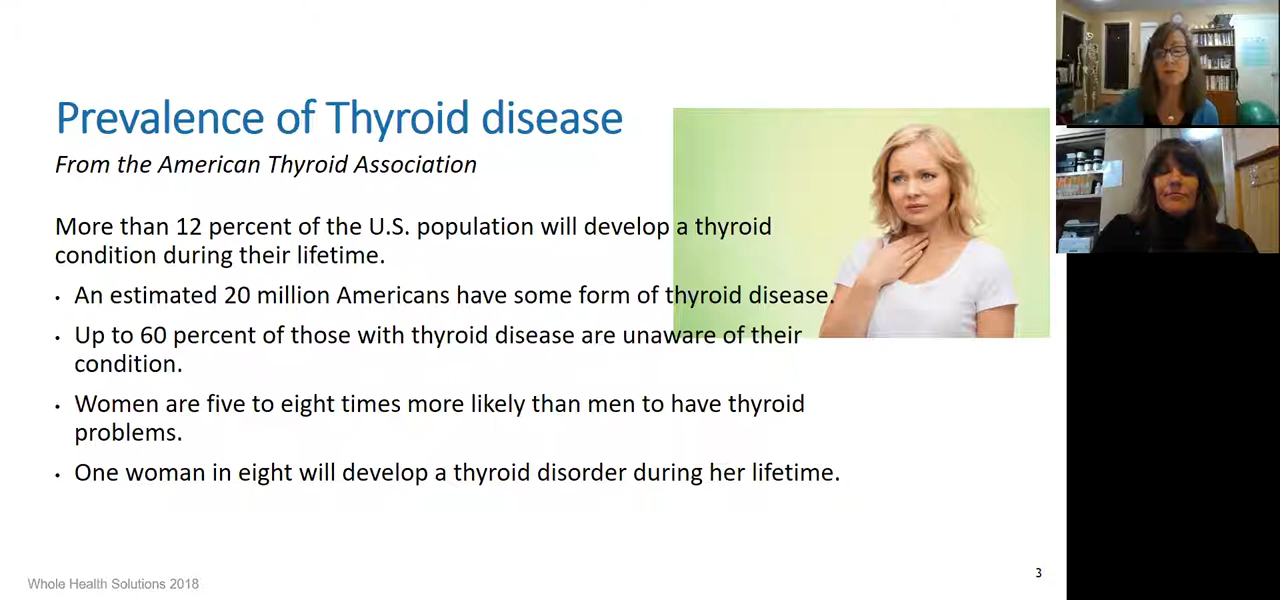 Prevalence of Thyroid disease
From the American Thyroid Association
More than 12 percent of the U.S. population will develop a thyroid
condition during their lifetime.
• An estimated 20 million Americans have some form of thyroid disease.
• Up to 60 percent of those with thyroid disease are unaware of their
condition.
• Women are five to eight times more likely than men to have thyroid
problems.
• One woman in eight will develop a thyroid disorder during her lifetime.
Whole Health Solutions 2018
3